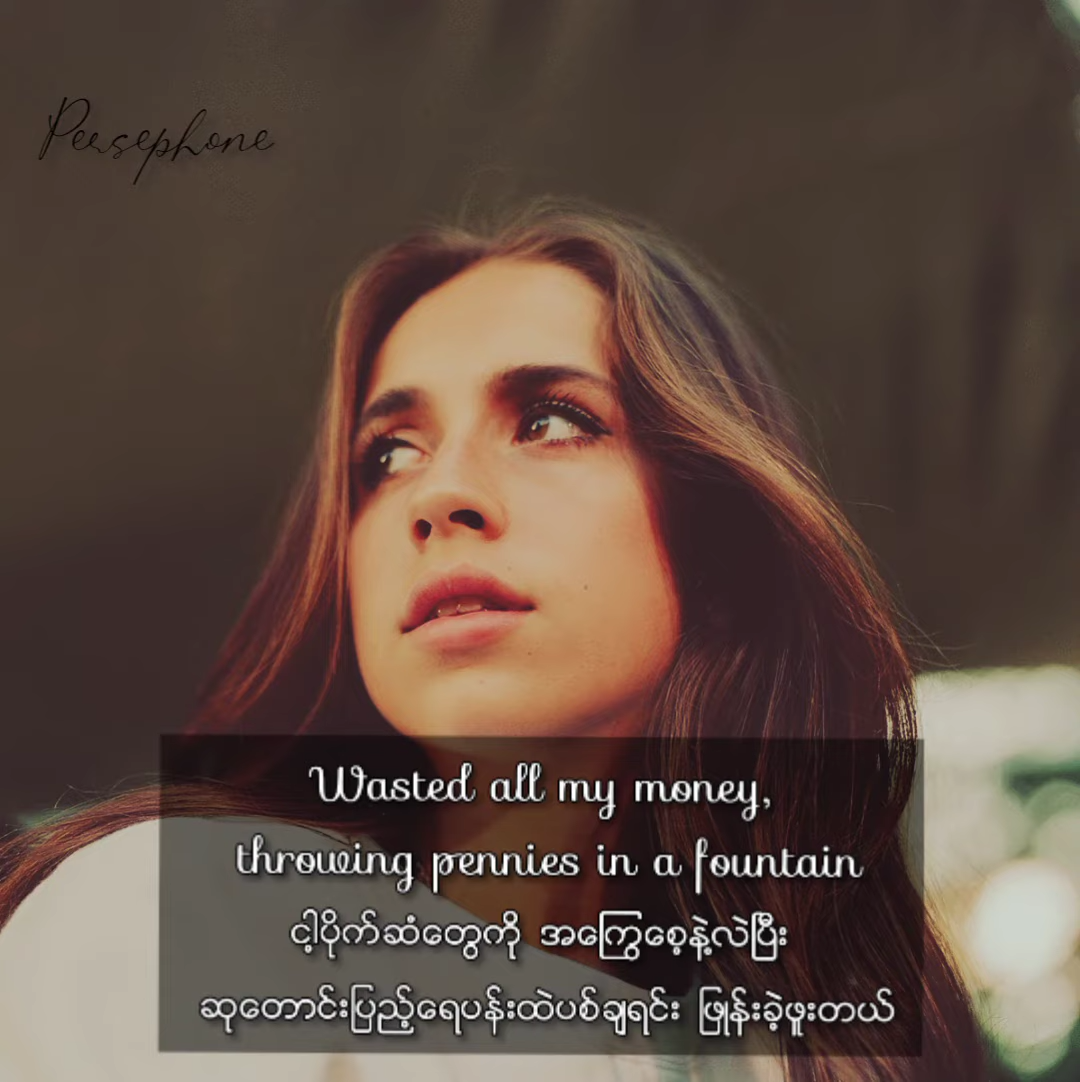 Persephone
Wasted all my money,
throwing pennies in a fountain
ငါ့ပိုက်ဆံတွေကို အကြွေစေ့နဲ့လဲပြီး
ဆုတောင်းပြည့်ရေပန်းထဲပစ်ချရင်း ဖြုန်းခဲ့ဖူးတယ်